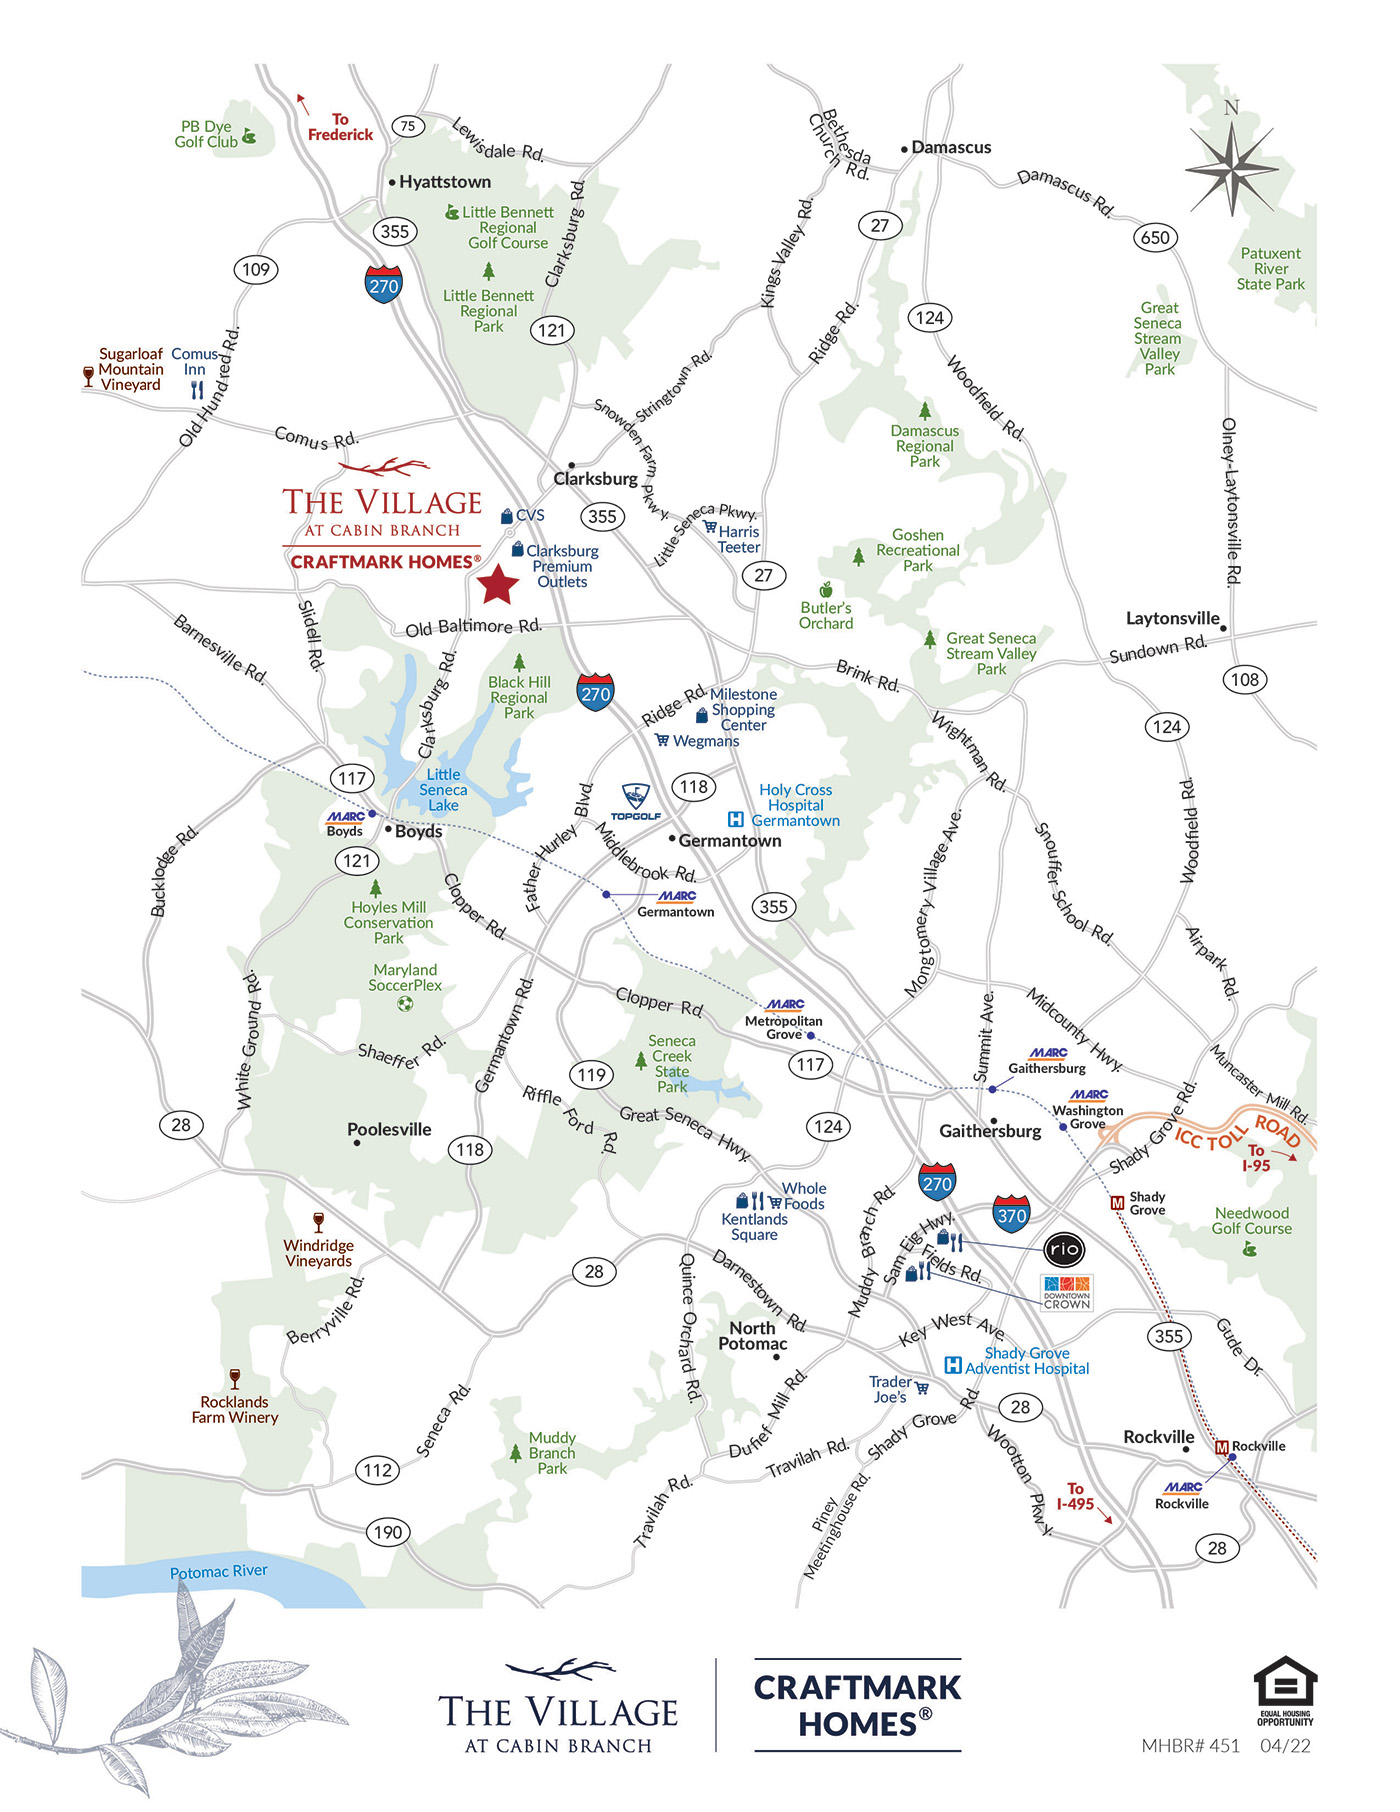 To
Frederick
PB Dye
Golf Club
75
Lewisdale Rd.
Bethesda
Church Rd.
Damascus
N
Hyattstown
Damascus Rd.
Little Bennett
Regional
Golf Course
Clarksburg Rd.
355
27
650
Kings Valley Rd.
109
270
Little Bennett
Regional
Park
Patuxent
River
State Park
121
124
Ridge Rd.
Great
Seneca
Stream
Valley
Park
Sugarloaf
Mountain
Vineyard
Comus
Inn
Old Hundred Rd.
Stringtown Rd.
Woodfield Rd.
Snowden Farm Pkwy.
Damascus
Regional
Park
Comus Rd.
Olney-Laytonsville Rd.
Clarksburg
THE VILLAGE
AT CABIN BRANCH
CRAFTMARK HOMES®
CVS
355
Little Seneca Pkwy.
Harris
Teeter
Clarksburg
Premium
Outlets
Goshen
Recreational
Park
27
Butler's
Orchard
Slidell Rd.
Old Baltimore Rd.
Barnesville Rd.
Laytonsville
Great Seneca
Stream Valley
Park
Sundown Rd.
Clarksburg Rd.
Black Hill
Regional
Park
270
Brink Rd.
108
Ridge Rd.
Milestone
Shopping
Center
Wegmans
Wightman Rd.
124
117
Little
Seneca
Lake
118
TOPGOLF
Holy Cross
Hospital
Germantown
MARC
Boyds
Boyds
Father Hurley Blvd.
Middlebrook Rd.
Germantown
Bucklodge Rd.
121
Montgomery Village Ave.
Snouffer School Rd.
Woodfield Rd.
Hoyles Mill
Conservation
Park
Clopper Rd.
MARC
Germantown
355
Airpark Rd.
Maryland
SoccerPlex
White Ground Rd.
Germantown Rd.
Clopper Rd.
MARC
Metropolitan
Grove
Summit Ave.
Midcounty Hwy.
Shaeffer Rd.
Seneca
Creek
State
Park
117
MARC
Gaithersburg
Muncaster Mill Rd.
119
MARC
Washington
Grove
Riffle Ford Rd.
Great Seneca Hwy.
28
Poolesville
118
124
Gaithersburg
Shady Grove Rd.
ICC TOLL ROAD
To
I-95
270
370
Whole
Foods
Kentlands
Square
Muddy Branch Rd.
Sam Eig Hwy.
Fields Rd.
M
Shady
Grove
Needwood
Golf Course
rio
Windridge
Vineyards
28
Quince Orchard Rd.
Darnestown Rd.
DOWNTOWN
CROWN
Berryville Rd.
North
Potomac
Key West Ave.
355
Gude Dr.
Shady Grove
Adventist Hospital
Rocklands
Farm Winery
Trader
Joe's
Dufief Mill Rd.
28
Seneca Rd.
Muddy
Branch
Park
Travilah Rd.
Shady Grove Rd.
Wootton Pkwy.
Rockville
M
Rockville
112
Travilah Rd.
Piney
Meetinghouse Rd.
To
I-495
MARC
Rockville
190
28
Potomac River
THE VILLAGE
AT CABIN BRANCH
CRAFTMARK
HOMES®
EQUAL HOUSING
OPPORTUNITY
MHBR# 451 04/22